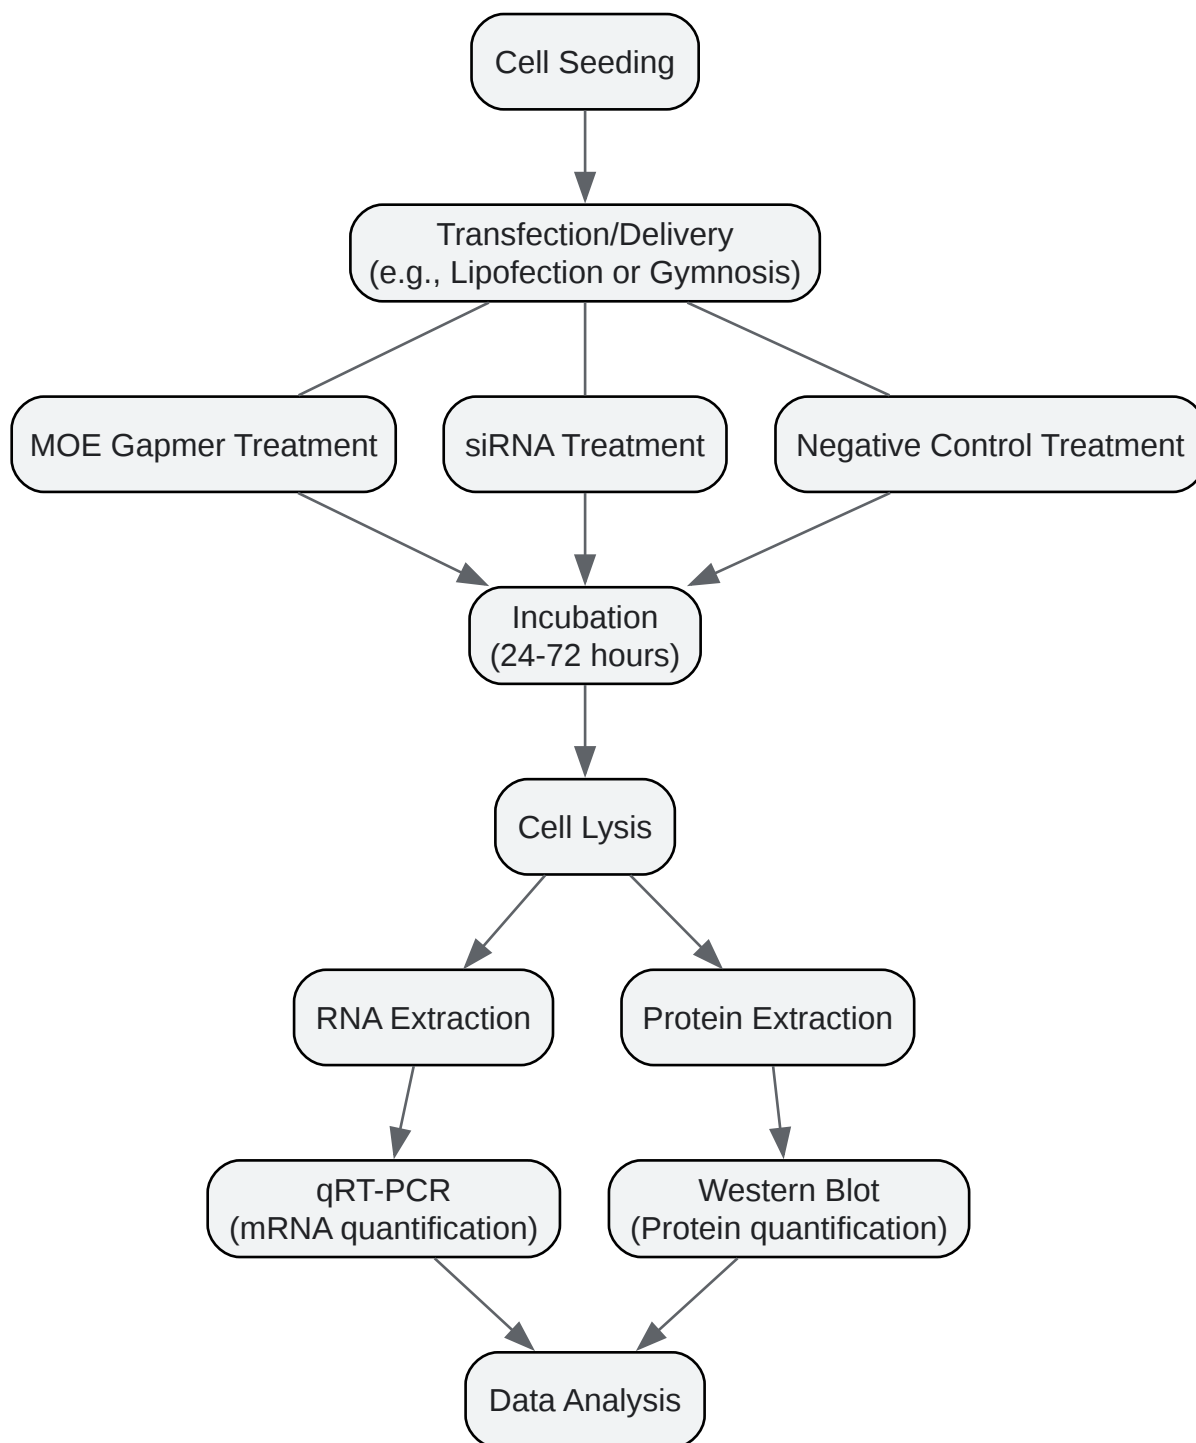 Cell Seeding
Transfection/Delivery
(e.g., Lipofection or Gymnosis)
MOE Gapmer Treatment
siRNA Treatment
Negative Control Treatment
Incubation
(24-72 hours)
Cell Lysis
RNA Extraction
Protein Extraction
qRT-PCR
(mRNA quantification)
Western Blot
(Protein quantification)
Data Analysis